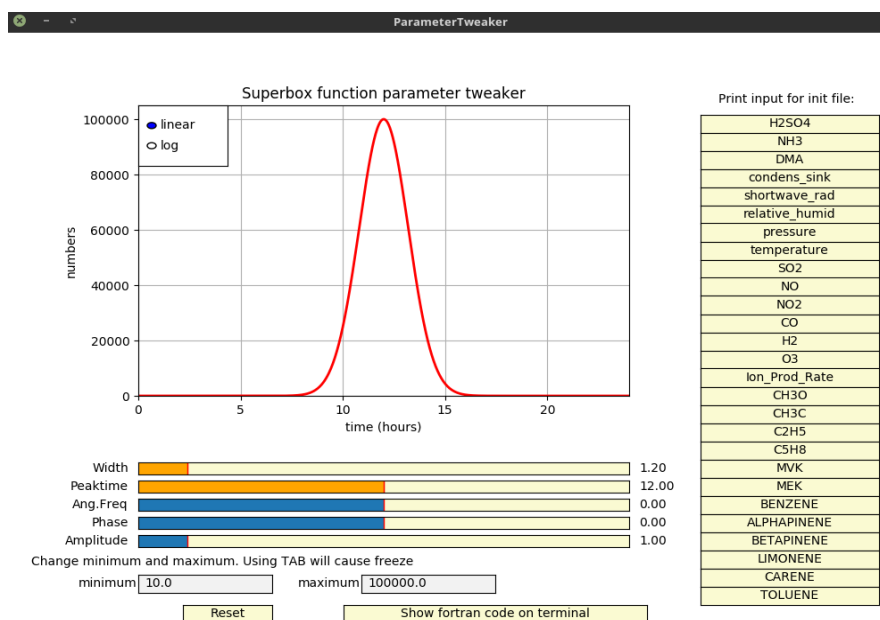 ParameterTweaker
Superbox function parameter tweaker
linear
log
100000
80000
60000
40000
20000
0
numbers
0 5 10 15 20
time (hours)
Width 1.20
Peaktime 12.00
Ang.Freq 0.00
Phase 0.00
Amplitude 1.00
Change minimum and maximum. Using TAB will cause freeze
minimum 10.0 maximum 100000.0
Reset Show fortran code on terminal
Print input for init file:
H2SO4
NH3
DMA
condens_sink
shortwave_rad
relative_humid
pressure
temperature
SO2
NO
NO2
CO
H2
O3
Ion_Prod_Rate
CH3O
CH3C
C2H5
C5H8
MVK
MEK
BENZENE
ALPHAPINENE
BETAPINENE
LIMONENE
CARENE
TOLUENE